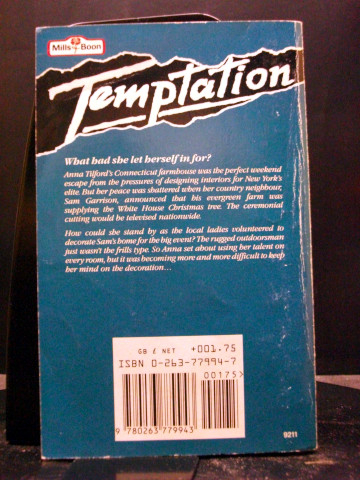 Mills & Boon
Temptation
What had she let herself in for?
Anna Tilford's Connecticut farmhouse was the perfect weekend
escape from the pressures of designing interiors for New York's
elite. But her peace was shattered when her country neighbour,
Sam Garrison, announced that his evergreen farm was
supplying the White House Christmas tree. The ceremonial
cutting would be televised nationwide.
How could she stand by as the local ladies volunteered to
decorate Sam's home for the big event? The rugged outdoorsman
just wasn't the frills type. So Anna set about using her talent on
every room, but it was becoming more and more difficult to keep
her mind on the decoration...
GB £ NET +001.75
ISBN 0-263-77994-7
00175>
9 780263 779943
9211